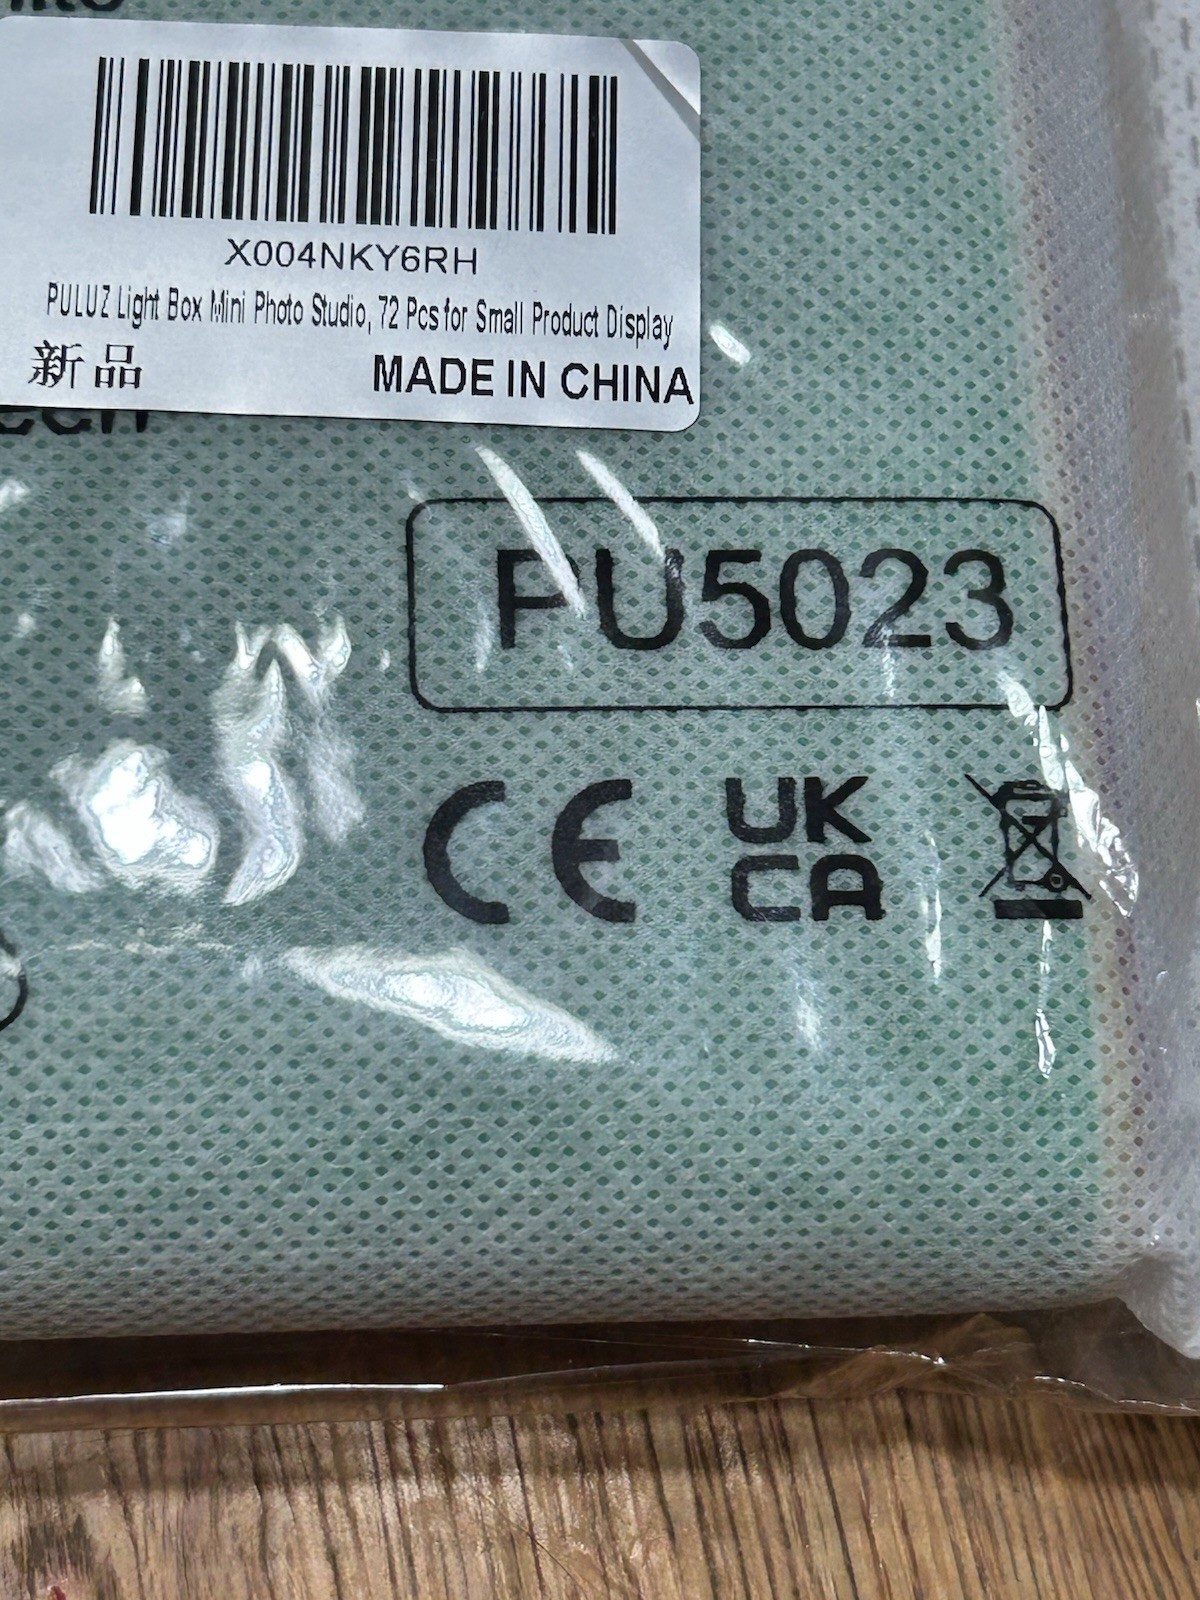 X004NKY6RH
PULUZ Light Box Mini Photo Studio, 72 Pcs for Small Product Display
新品 MADE IN CHINA
PU5023
CE UK
CA